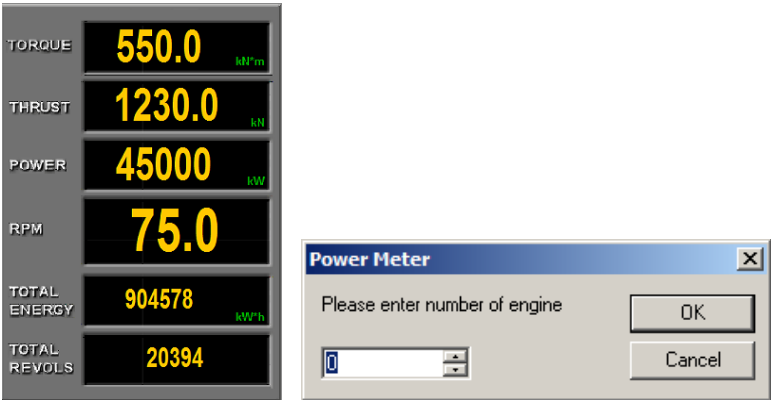 TORQUE 550.0 kN*m
THRUST 1230.0 kN
POWER 45000 kW
RPM 75.0
TOTAL
ENERGY 904578 kW*h
TOTAL
REVOLS 20394
Power Meter
Please enter number of engine
OK
0
Cancel